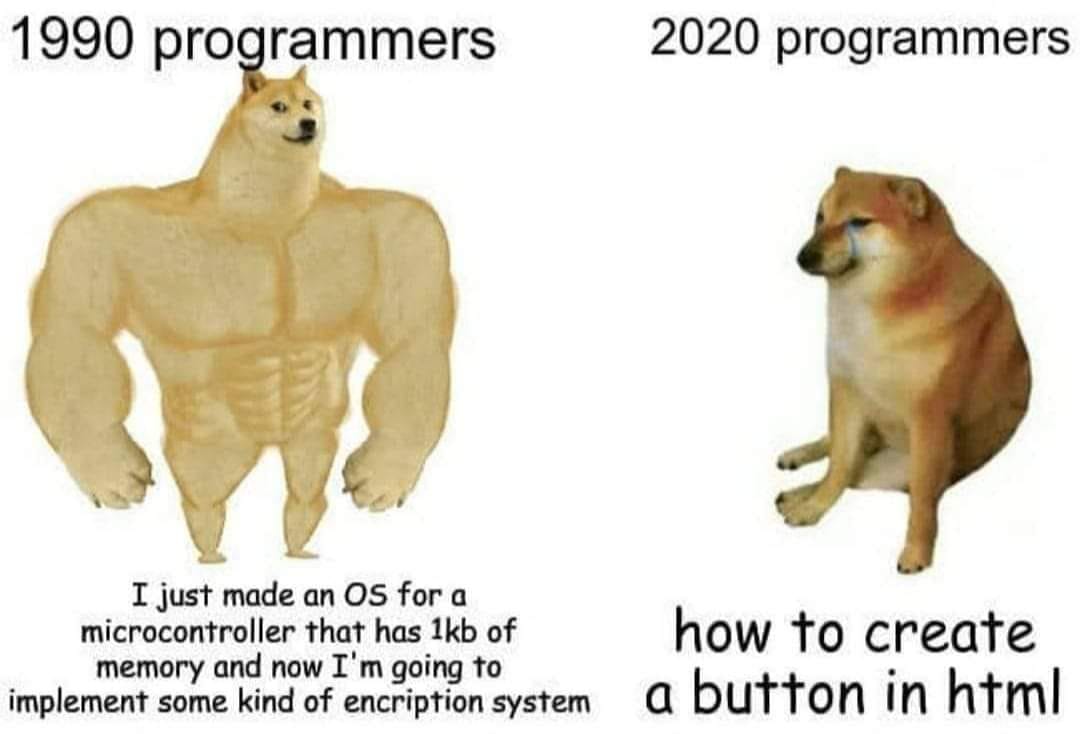 1990 programmers
2020 programmers
I just made an OS for a
microcontroller that has 1kb of
memory and now I'm going to
implement some kind of encription system
how to create
a button in html